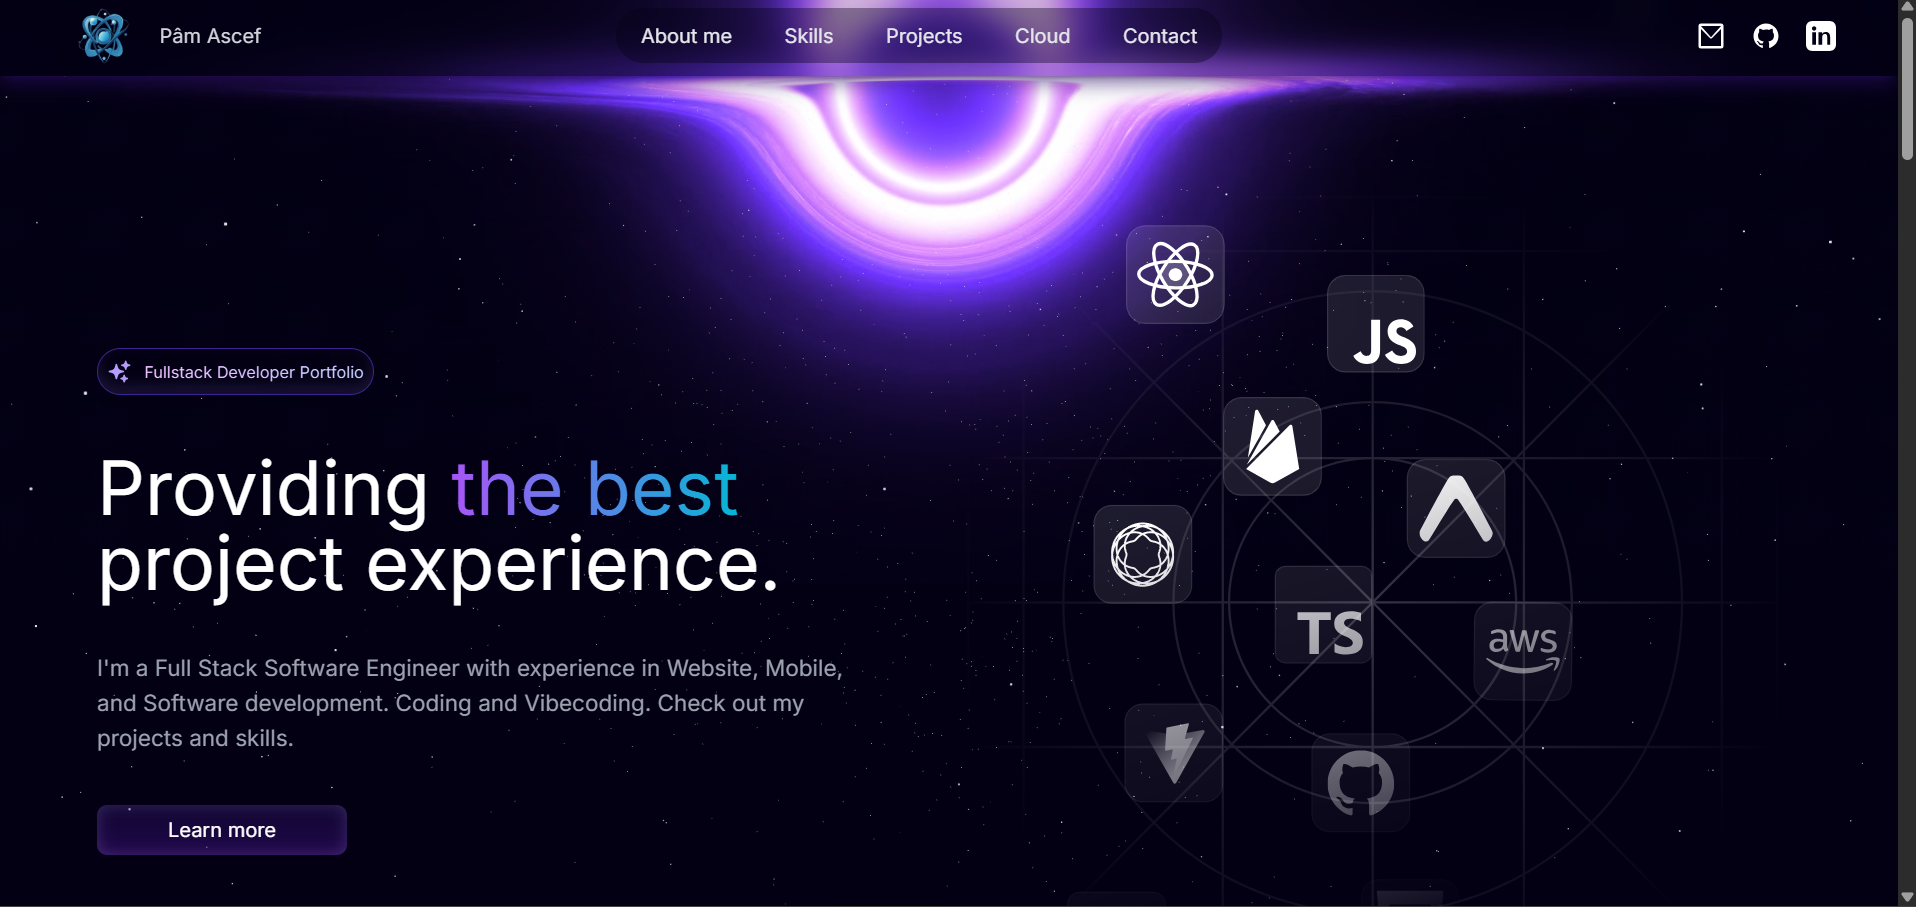 Pâm Ascef
About me
Skills
Projects
Cloud
Contact
in
JS
Fullstack Developer Portfolio
Providing the best
project experience.
TS
aws
I'm a Full Stack Software Engineer with experience in Website, Mobile,
and Software development. Coding and Vibecoding. Check out my
projects and skills.
Learn more